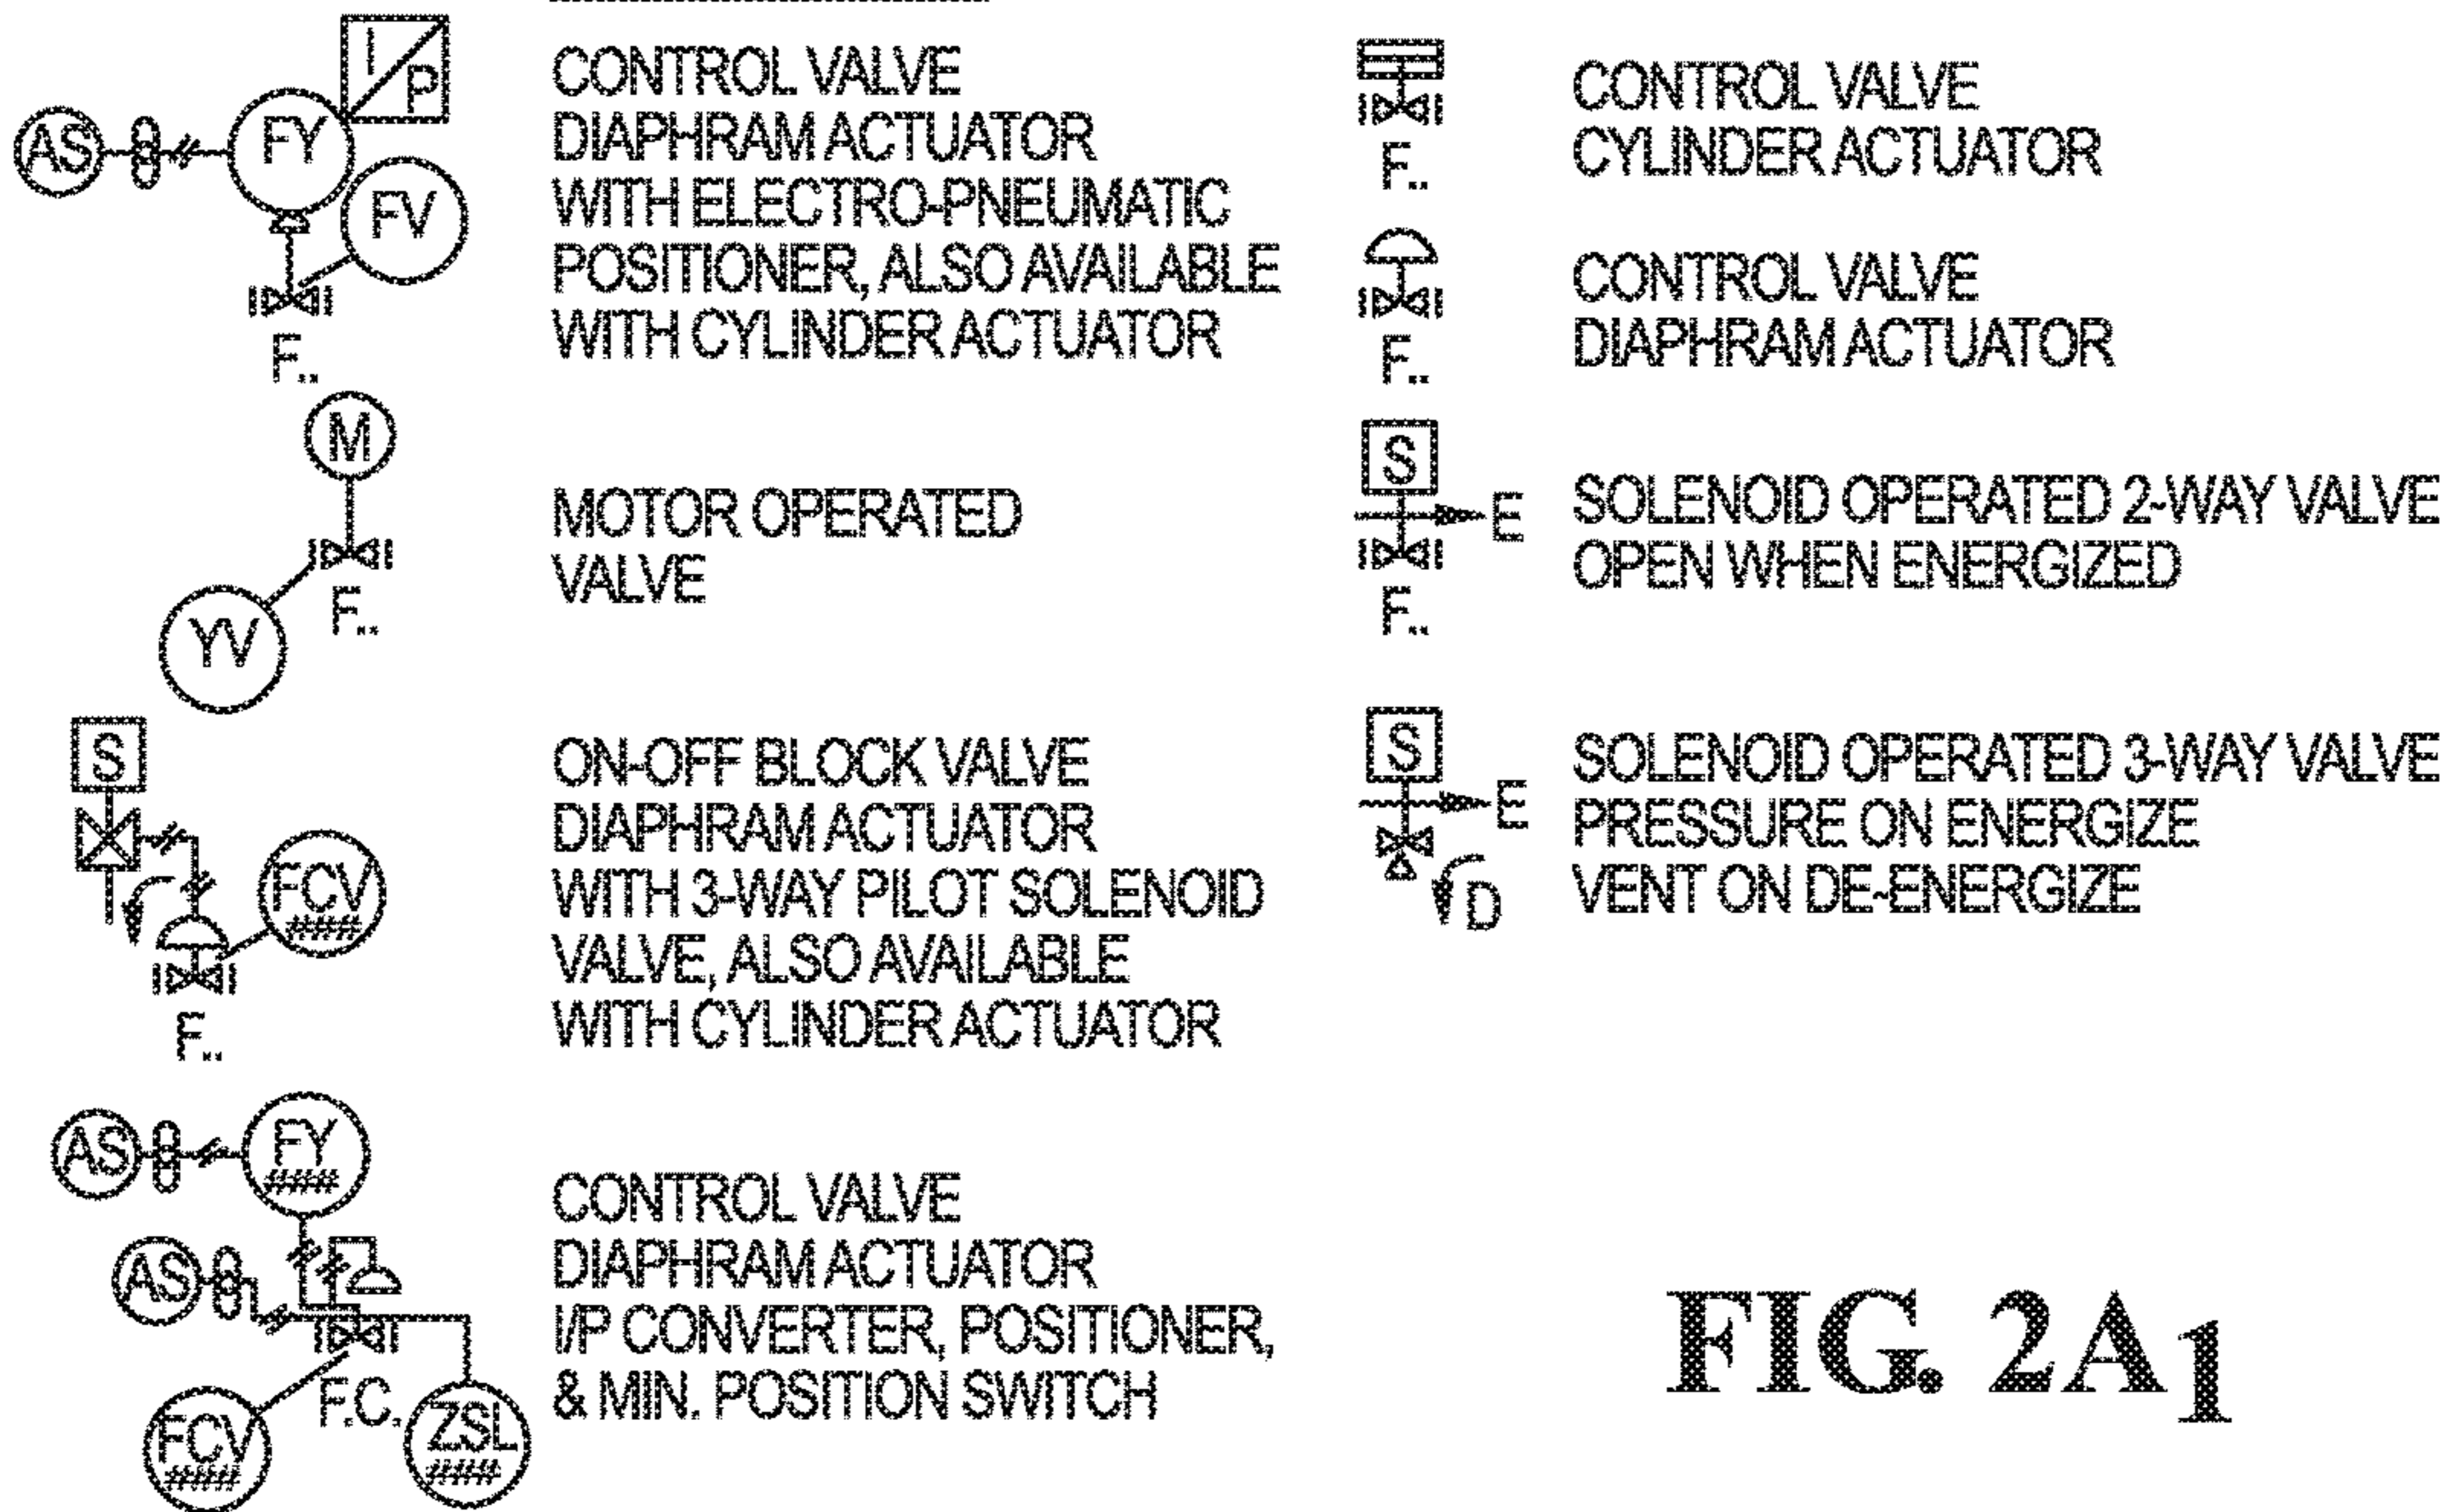 I/P
AS
FY
FV
F..
CONTROL VALVE
DIAPHRAM ACTUATOR
WITH ELECTRO-PNEUMATIC
POSITIONER, ALSO AVAILABLE
WITH CYLINDER ACTUATOR
M
YV
F..
MOTOR OPERATED
VALVE
S
FCV
####
F..
ON-OFF BLOCK VALVE
DIAPHRAM ACTUATOR
WITH 3-WAY PILOT SOLENOID
VALVE, ALSO AVAILABLE
WITH CYLINDER ACTUATOR
AS
FY
####
AS
F.C.
FCV
####
ZSL
####
CONTROL VALVE
DIAPHRAM ACTUATOR
I/P CONVERTER, POSITIONER,
& MIN. POSITION SWITCH
F..
CONTROL VALVE
CYLINDER ACTUATOR
F..
CONTROL VALVE
DIAPHRAM ACTUATOR
S
E
F..
SOLENOID OPERATED 2-WAY VALVE
OPEN WHEN ENERGIZED
S
E
D
SOLENOID OPERATED 3-WAY VALVE
PRESSURE ON ENERGIZE
VENT ON DE-ENERGIZE
FIG. 2A1